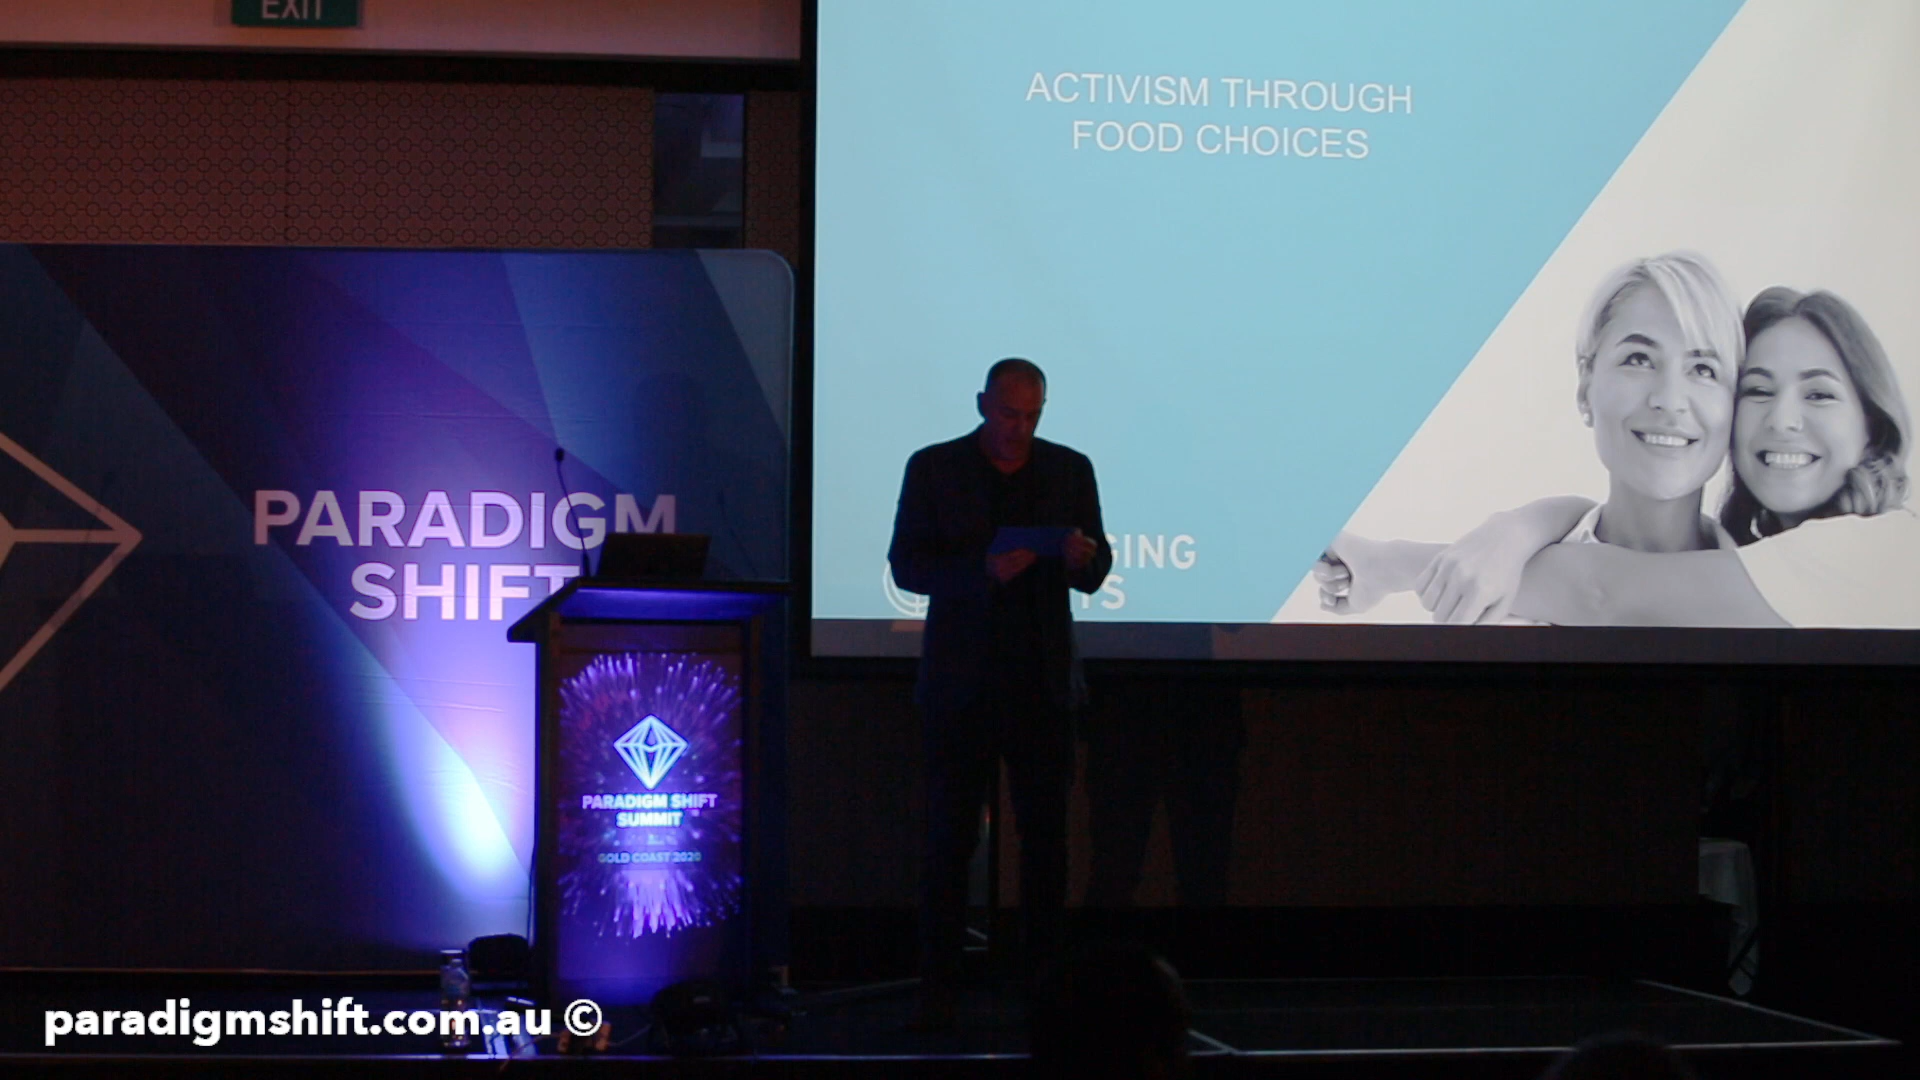 EXIT
ACTIVISM THROUGH
FOOD CHOICES
PARADIGM
SHIFT
PARADIGM SHIFT
SUMMIT
GOLD COAST 2020
paradigmshift.com.au ©